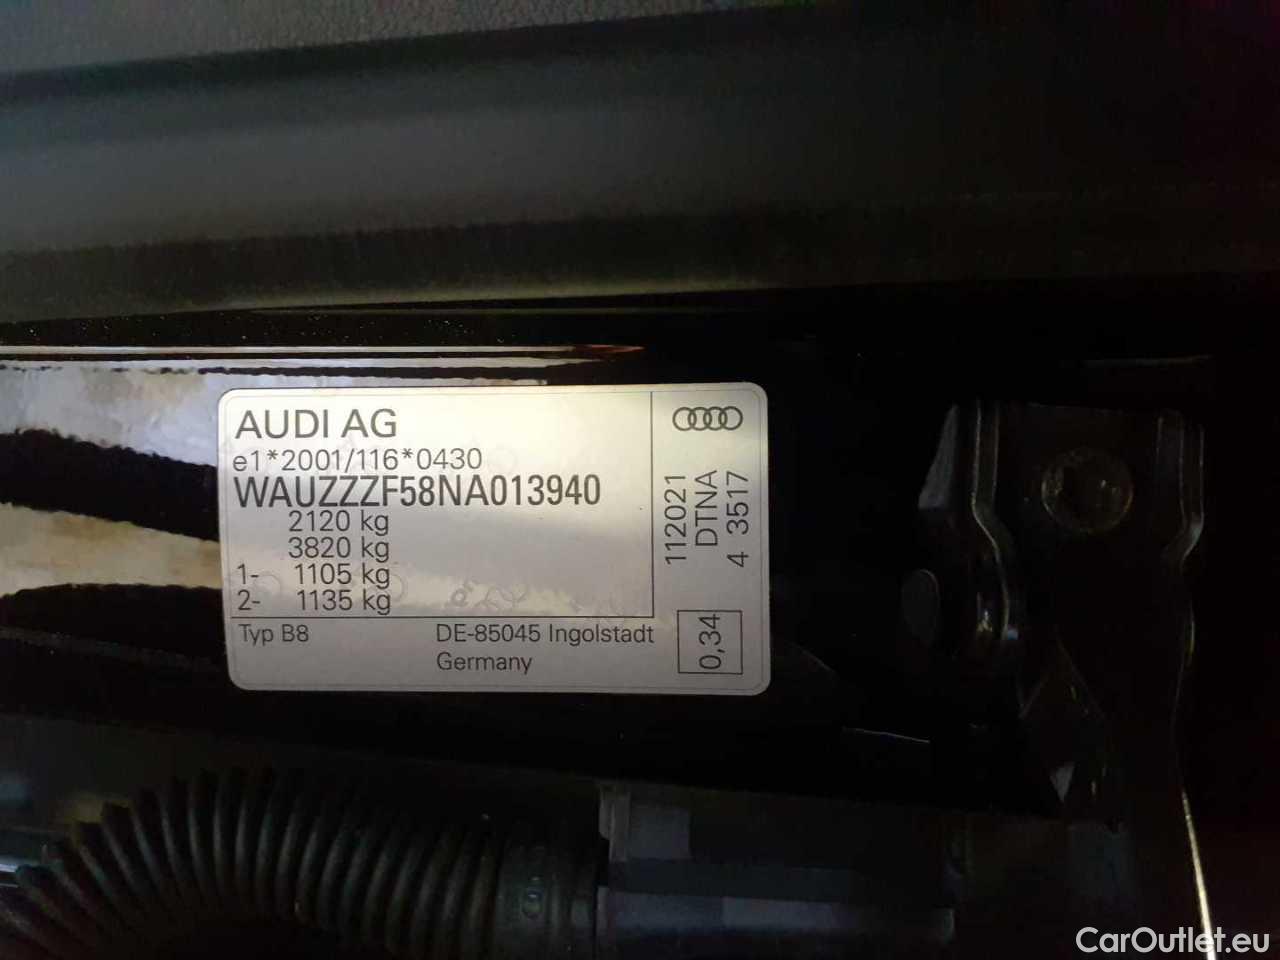 AUDI AG
e1*2001/116*0430
WAUZZZF58NA013940
2120 kg
3820 kg
1- 1105 kg
2- 1135 kg
Typ B8 DE-85045 Ingolstadt
Germany
112021
DTNA
4 3517
0,34
CarOutlet.eu